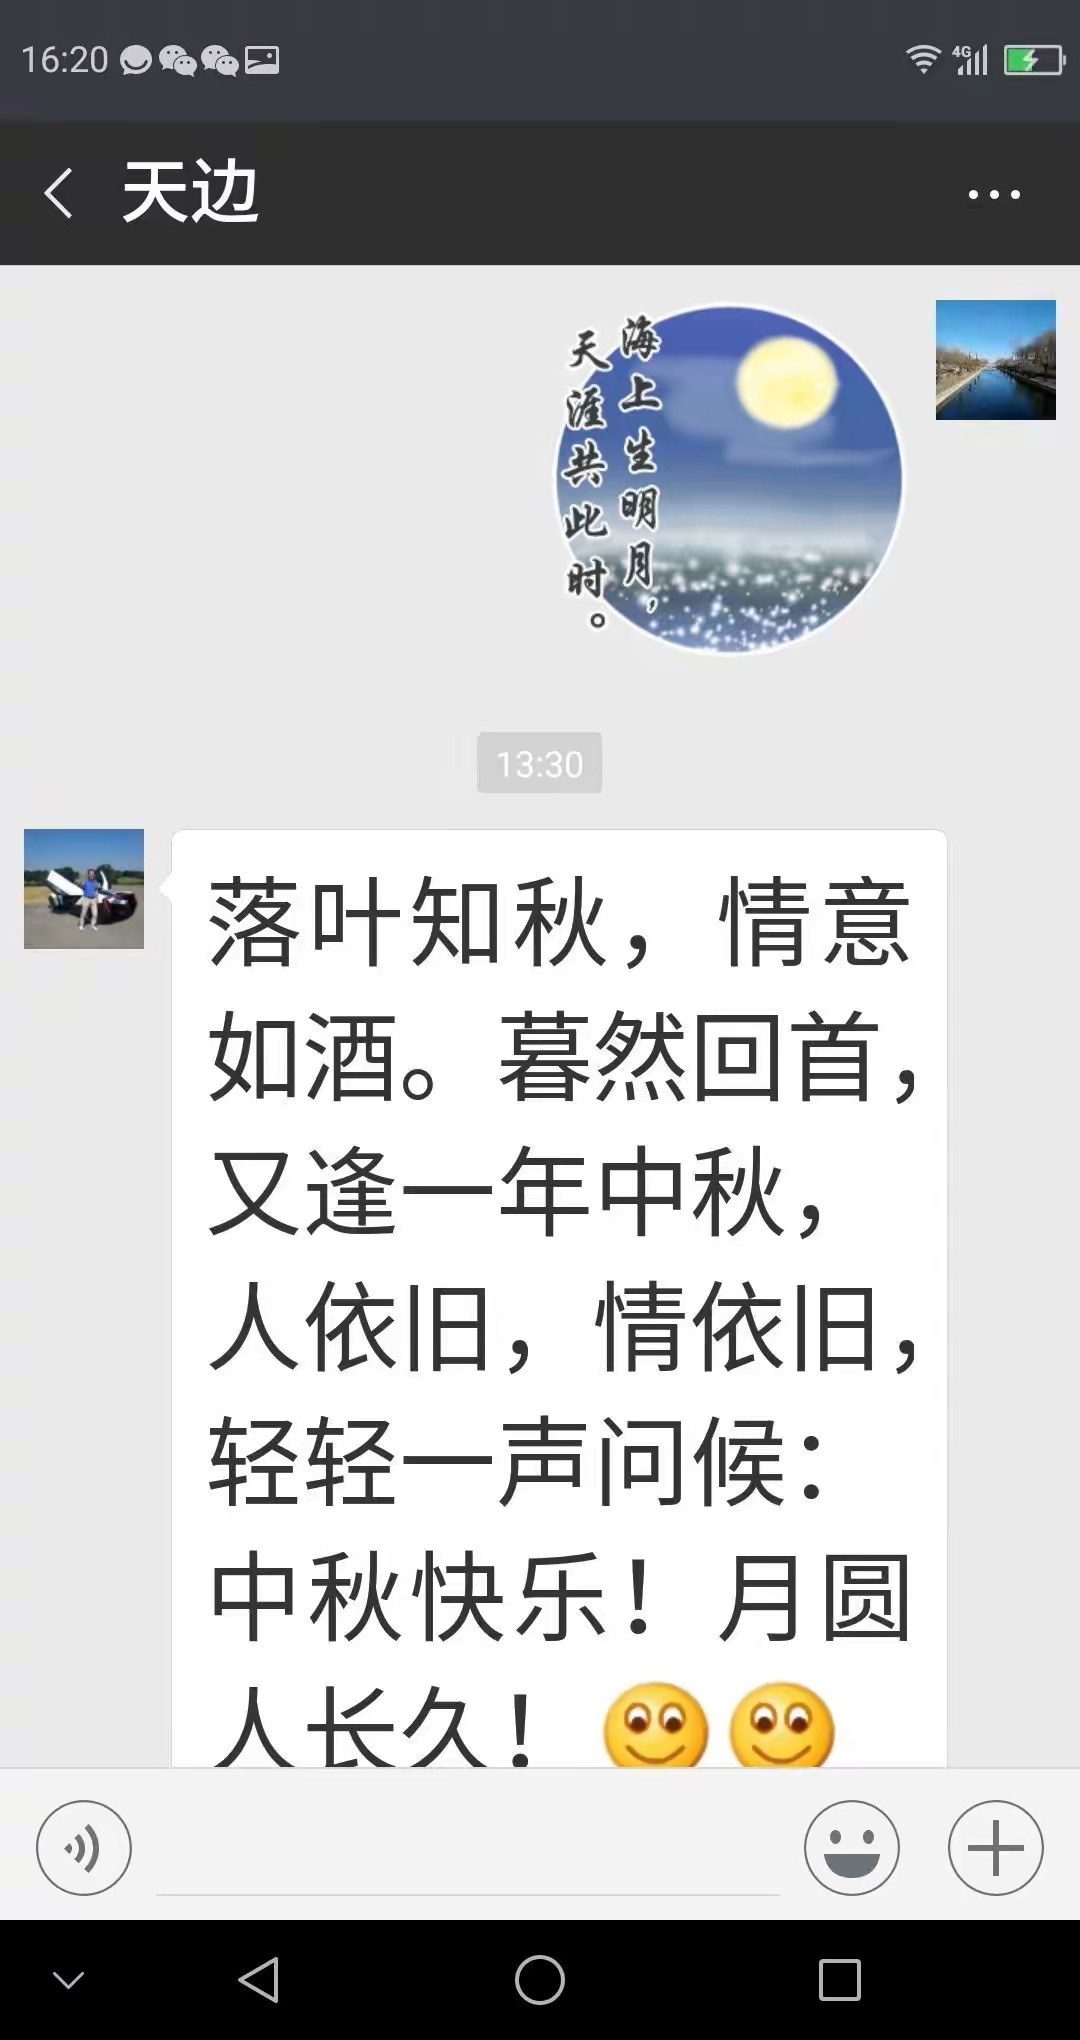 16:20
4G
天边
海上生明月，
天涯共此时。
13:30
落叶知秋，情意
如酒。暮然回首，
又逢一年中秋，
人依旧，情依旧，
轻轻一声问候：
中秋快乐！月圆
人长久！